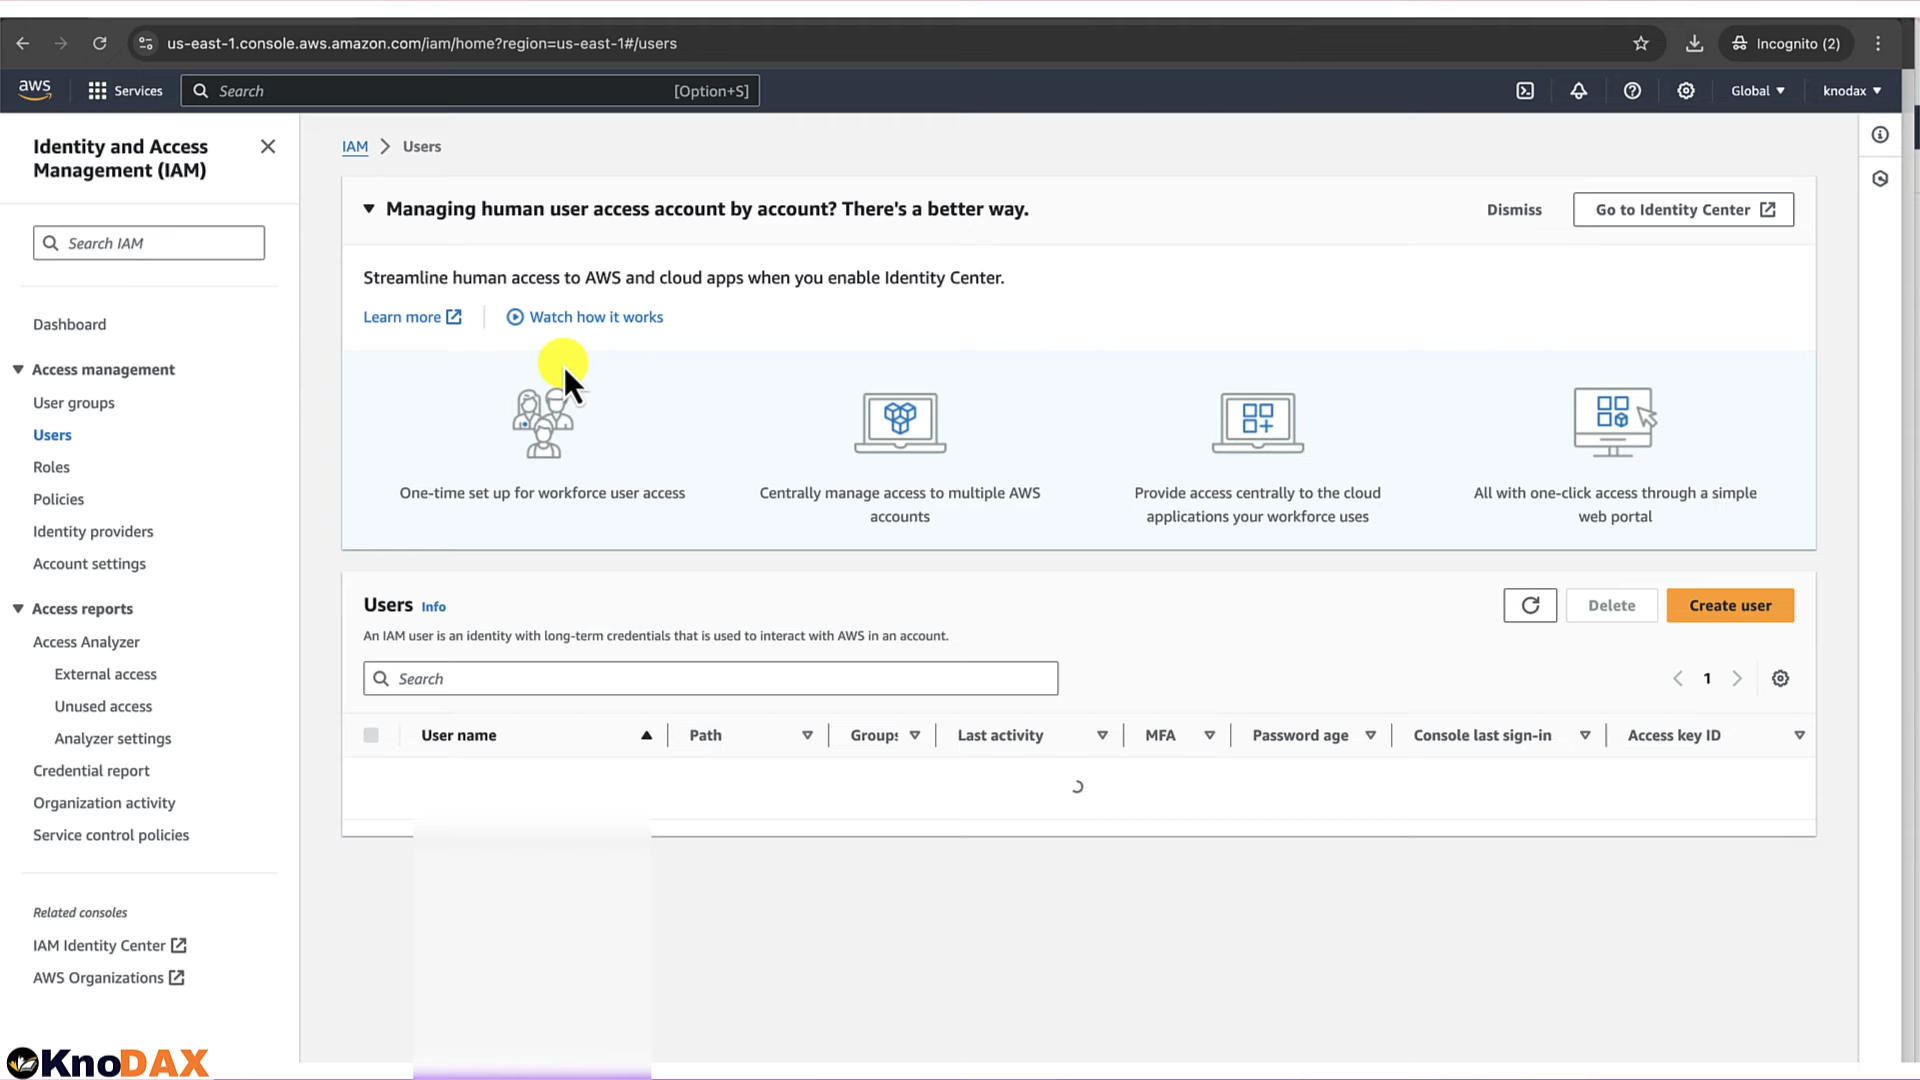 us-east-1.console.aws.amazon.com/iam/home?region=us-east-1#/users
Incognito (2)
aws
Services
Search
[Option+S]
Global
knodax
Identity and Access
Management (IAM)
Search IAM
Dashboard
Access management
User groups
Users
Roles
Policies
Identity providers
Account settings
Access reports
Access Analyzer
External access
Unused access
Analyzer settings
Credential report
Organization activity
Service control policies
Related consoles
IAM Identity Center
AWS Organizations
IAM > Users
Managing human user access account by account? There's a better way.
Dismiss
Go to Identity Center
Streamline human access to AWS and cloud apps when you enable Identity Center.
Learn more
Watch how it works
One-time set up for workforce user access
Centrally manage access to multiple AWS
accounts
Provide access centrally to the cloud
applications your workforce uses
All with one-click access through a simple
web portal
Users Info
Delete
Create user
An IAM user is an identity with long-term credentials that is used to interact with AWS in an account.
Search
1
User name
Path
Groups
Last activity
MFA
Password age
Console last sign-in
Access key ID
KnoDAX